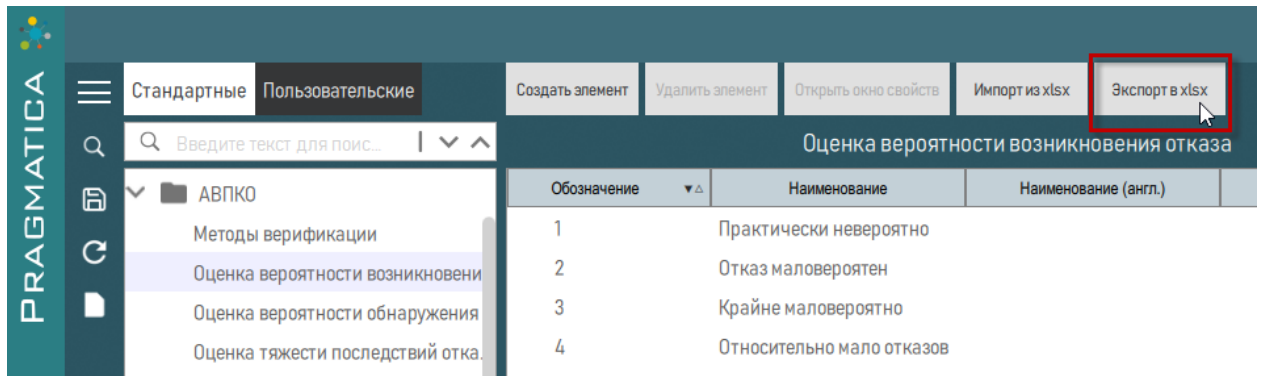 PRAGMATICA
Стандартные Пользовательские
Создать элемент Удалить элемент Открыть окно свойств Импорт из xlsx Экспорт в xlsx
Введите текст для поис...
Оценка вероятности возникновения отказа
Обозначение Наименование Наименование (англ.)
АВПКО
Методы верификации
Оценка вероятности возникновени
Оценка вероятности обнаружения
Оценка тяжести последствий отка.
1 Практически невероятно
2 Отказ маловероятен
3 Крайне маловероятно
4 Относительно мало отказов